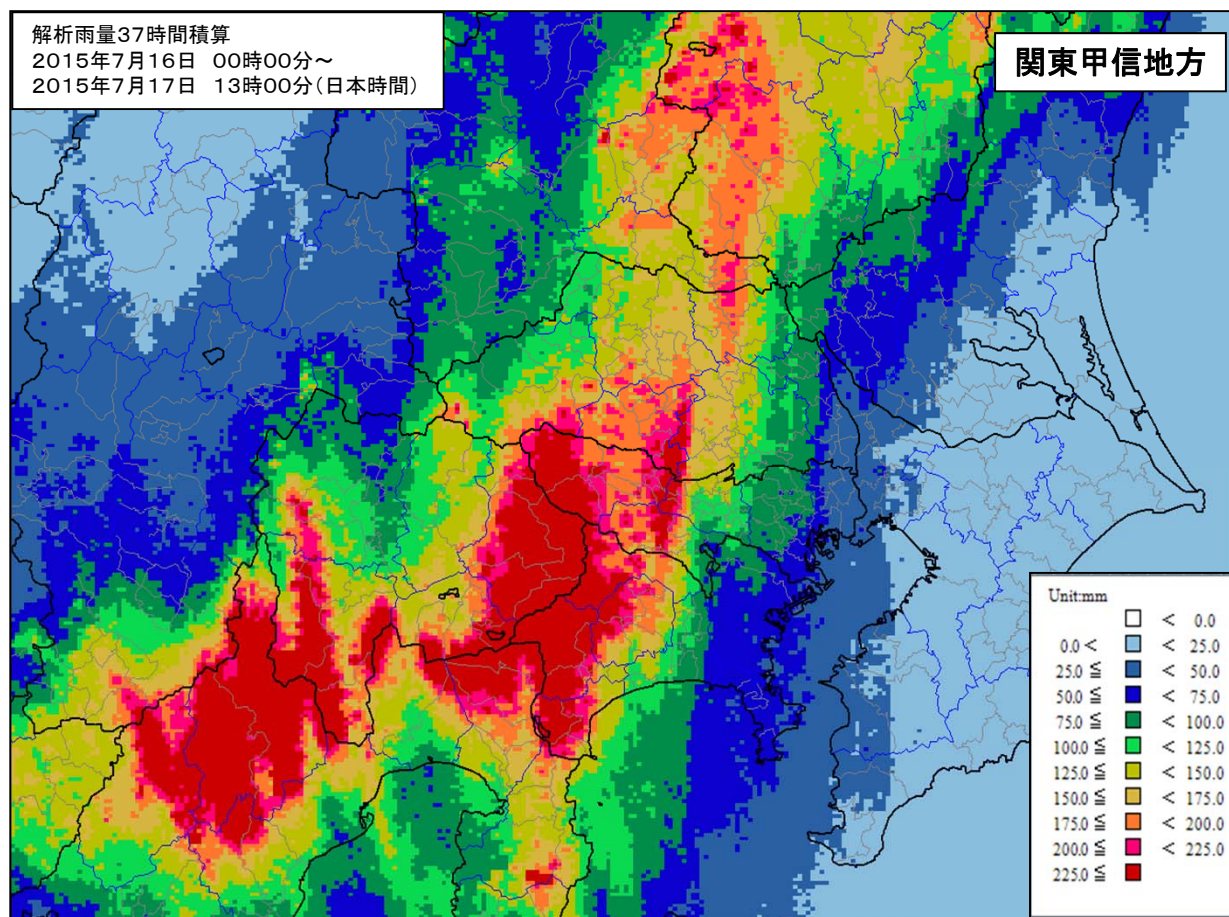 解析雨量37時間積算
2015年7月16日 00時00分～
2015年7月17日 13時00分(日本時間)
関東甲信地方
Unit:mm
< 0.0
0.0 < < 25.0
25.0 ≦ < 50.0
50.0 ≦ < 75.0
75.0 ≦ < 100.0
100.0 ≦ < 125.0
125.0 ≦ < 150.0
150.0 ≦ < 175.0
175.0 ≦ < 200.0
200.0 ≦ < 225.0
225.0 ≦